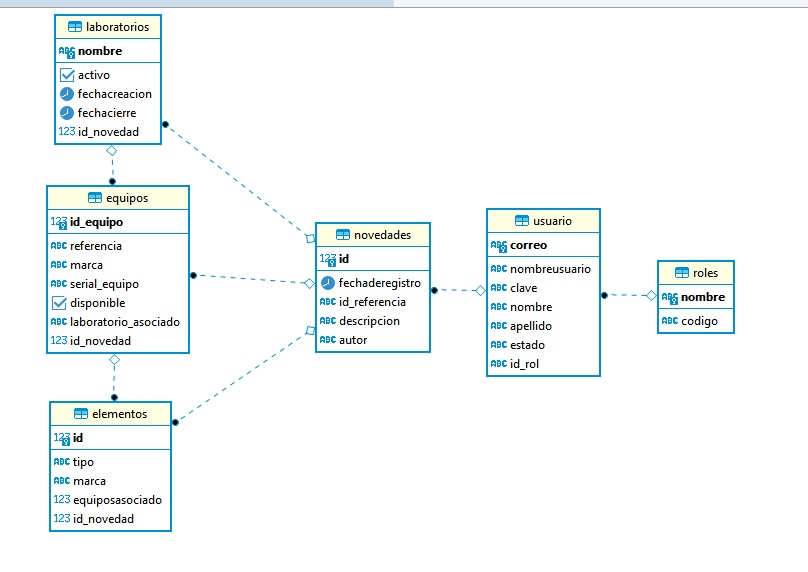 laboratorios
ABC nombre
activo
fechacreacion
fechacierre
123 id_novedad
equipos
123 id_equipo
ABC referencia
ABC marca
ABC serial_equipo
disponible
ABC laboratorio_asociado
123 id_novedad
elementos
123 id
ABC tipo
ABC marca
123 equiposasociado
123 id_novedad
novedades
123 id
fechaderegistro
ABC id_referencia
ABC descripcion
ABC autor
usuario
ABC correo
ABC nombreusuario
ABC clave
ABC nombre
ABC apellido
ABC estado
ABC id_rol
roles
ABC nombre
ABC codigo